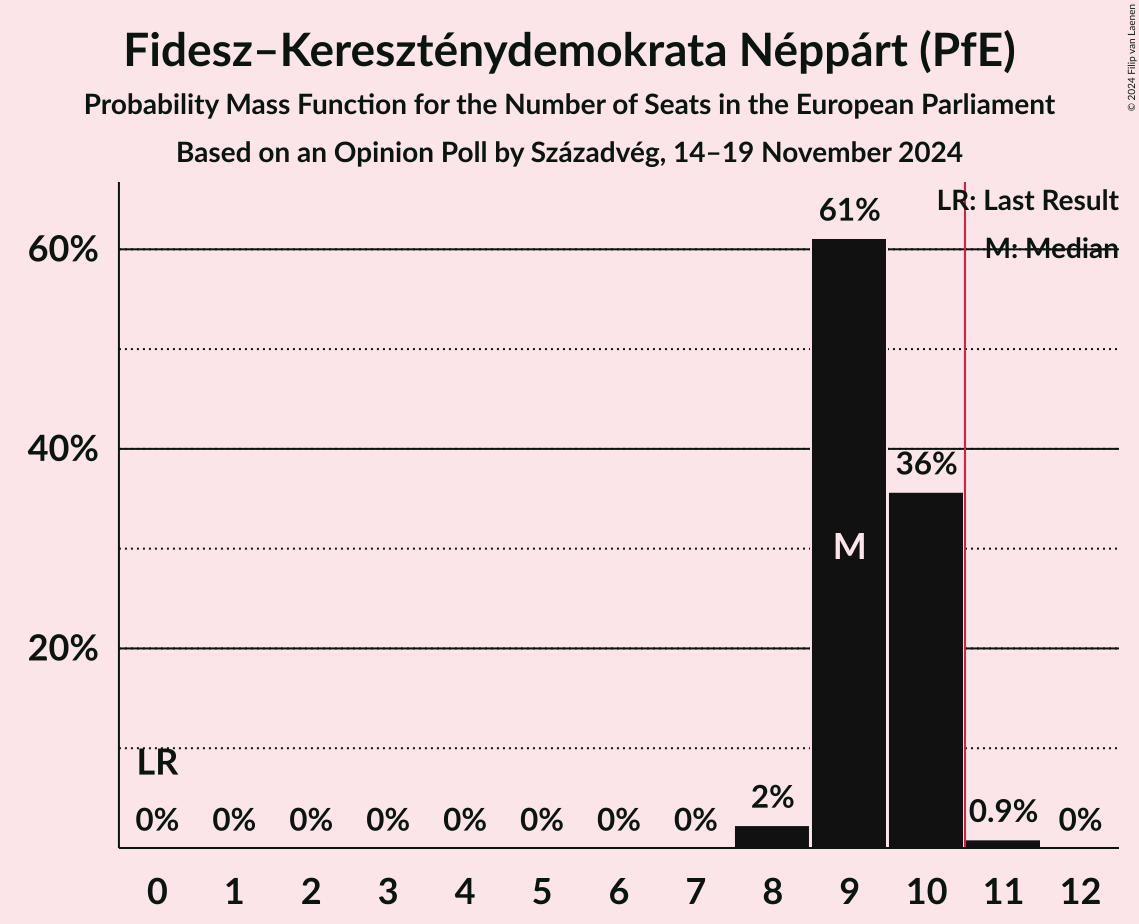 Fidesz–Kereszténydemokrata Néppárt (PfE)
Probability Mass Function for the Number of Seats in the European Parliament
Based on an Opinion Poll by Századvég, 14–19 November 2024
© 2024 Filip van Laenen
LR: Last Result
M: Median
61%
60%
40%
36%
M
20%
LR
0% 0% 0% 0% 0% 0% 0% 0% 2% 0.9% 0%
0 1 2 3 4 5 6 7 8 9 10 11 12